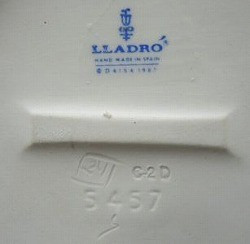 LLADRÓ
HAND MADE IN SPAIN
© DAISA 1987
C-2D
5457